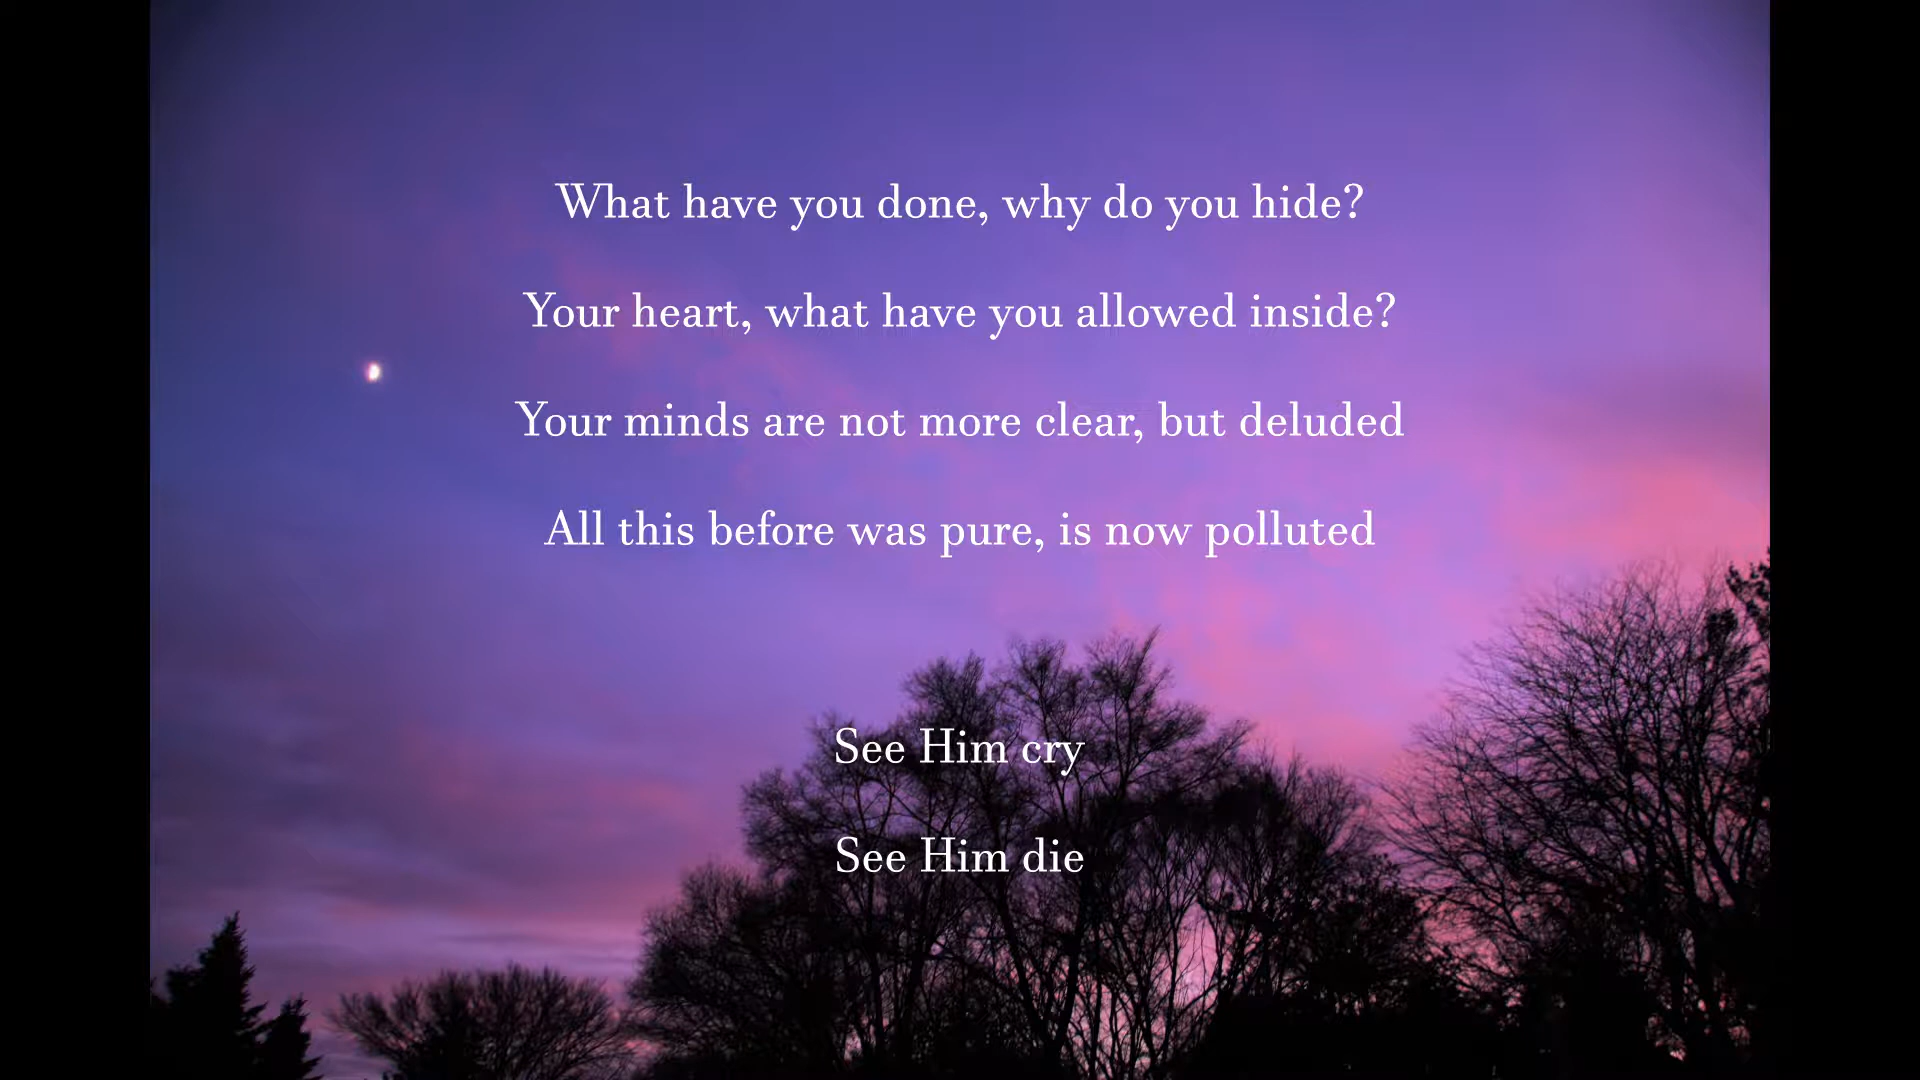 What have you done, why do you hide?
Your heart, what have you allowed inside?
Your minds are not more clear, but deluded
All this before was pure, is now polluted
See Him cry
See Him die